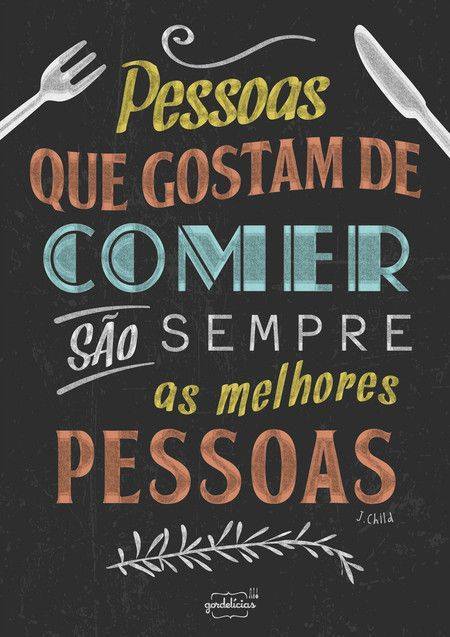 Pessoas
QUE GOSTAM DE
COMER
SÃO SEMPRE
as melhores
PESSOAS
J. Child
gordelícias